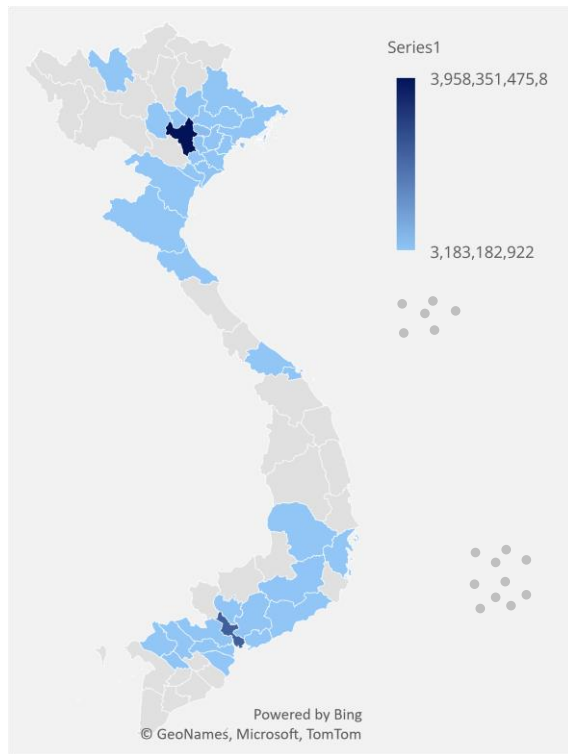 Series1
3,958,351,475,8
3,183,182,922
Powered by Bing
© GeoNames, Microsoft, TomTom